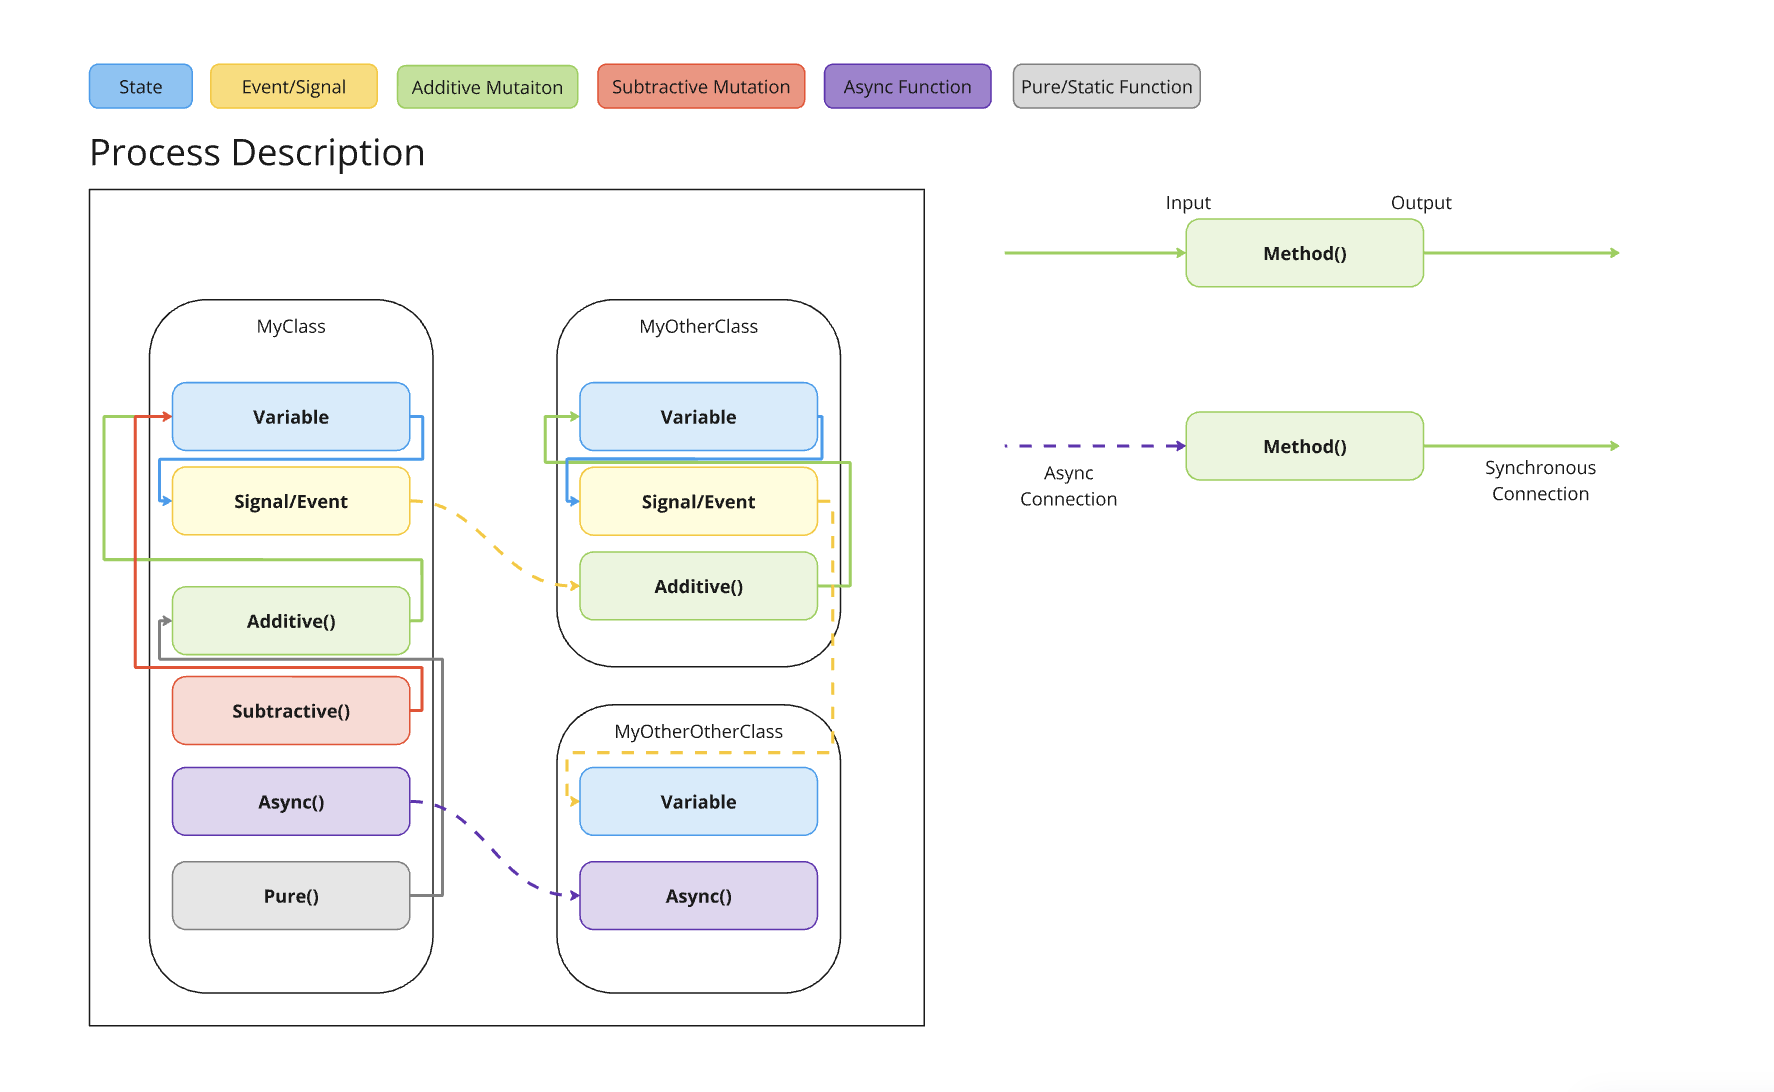 State
Event/Signal
Additive Mutaiton
Subtractive Mutation
Async Function
Pure/Static Function
Process Description
MyClass
Variable
Signal/Event
Additive()
Subtractive()
Async()
Pure()
MyOtherClass
Variable
Signal/Event
Additive()
MyOtherOtherClass
Variable
Async()
Input
Output
Method()
Method()
Async
Connection
Synchronous
Connection